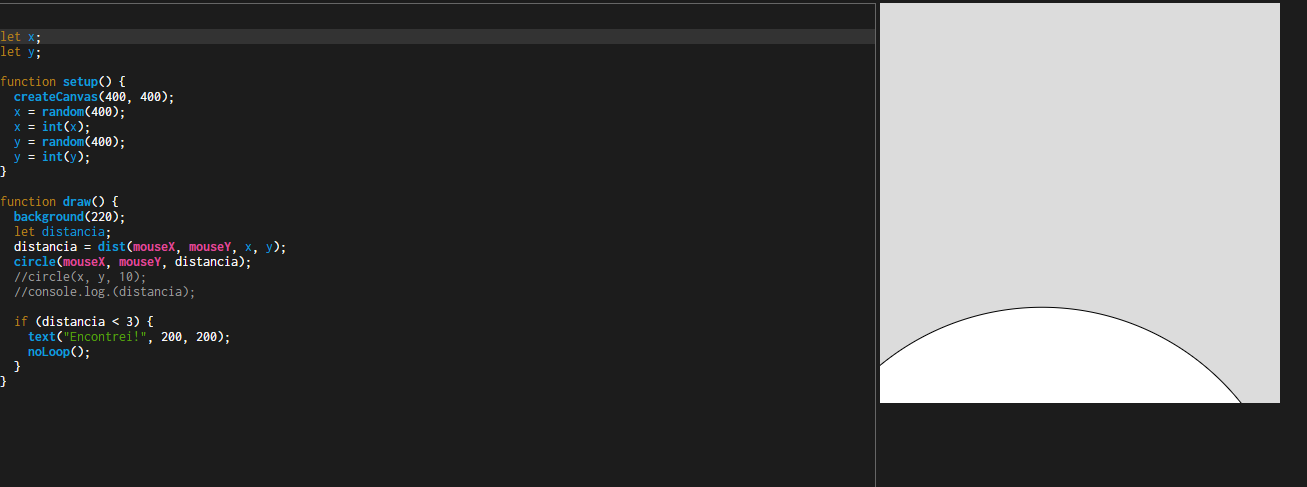 let x;
let y;
function setup() {
createCanvas(400, 400);
x = random(400);
x = int(x);
y = random(400);
y = int(y);
}
function draw() {
background(220);
let distancia;
distancia = dist(mouseX, mouseY, x, y);
circle(mouseX, mouseY, distancia);
//circle(x, y, 10);
//console.log.(distancia);
if (distancia < 3) {
text("Encontrei!", 200, 200);
noLoop();
}
}